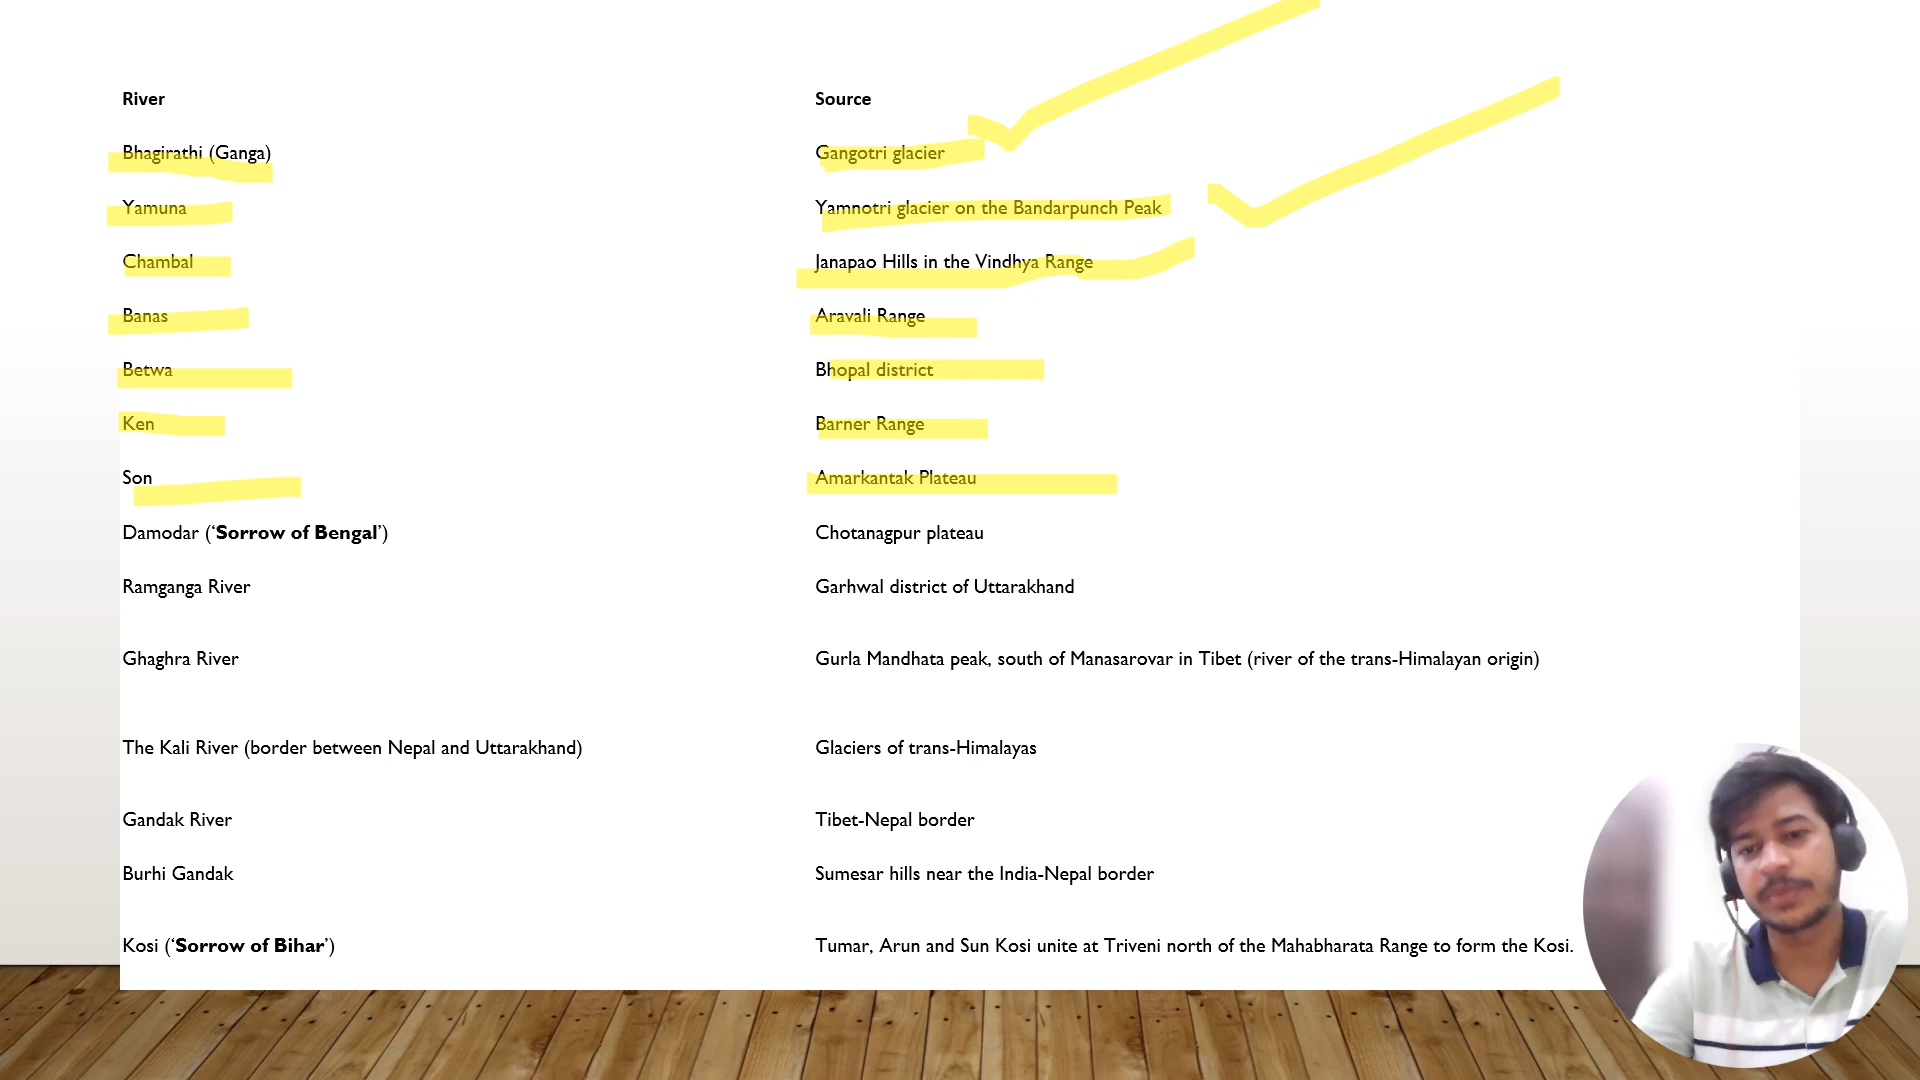 River Source
Bhagirathi (Ganga) Gangotri glacier
Yamuna Yamnotri glacier on the Bandarpunch Peak
Chambal Janapao Hills in the Vindhya Range
Banas Aravali Range
Betwa Bhopal district
Ken Barner Range
Son Amarkantak Plateau
Damodar (‘Sorrow of Bengal’) Chotanagpur plateau
Ramganga River Garhwal district of Uttarakhand
Ghaghra River Gurla Mandhata peak, south of Manasarovar in Tibet (river of the trans-Himalayan origin)
The Kali River (border between Nepal and Uttarakhand) Glaciers of trans-Himalayas
Gandak River Tibet-Nepal border
Burhi Gandak Sumesar hills near the India-Nepal border
Kosi (‘Sorrow of Bihar’) Tumar, Arun and Sun Kosi unite at Triveni north of the Mahabharata Range to form the Kosi.